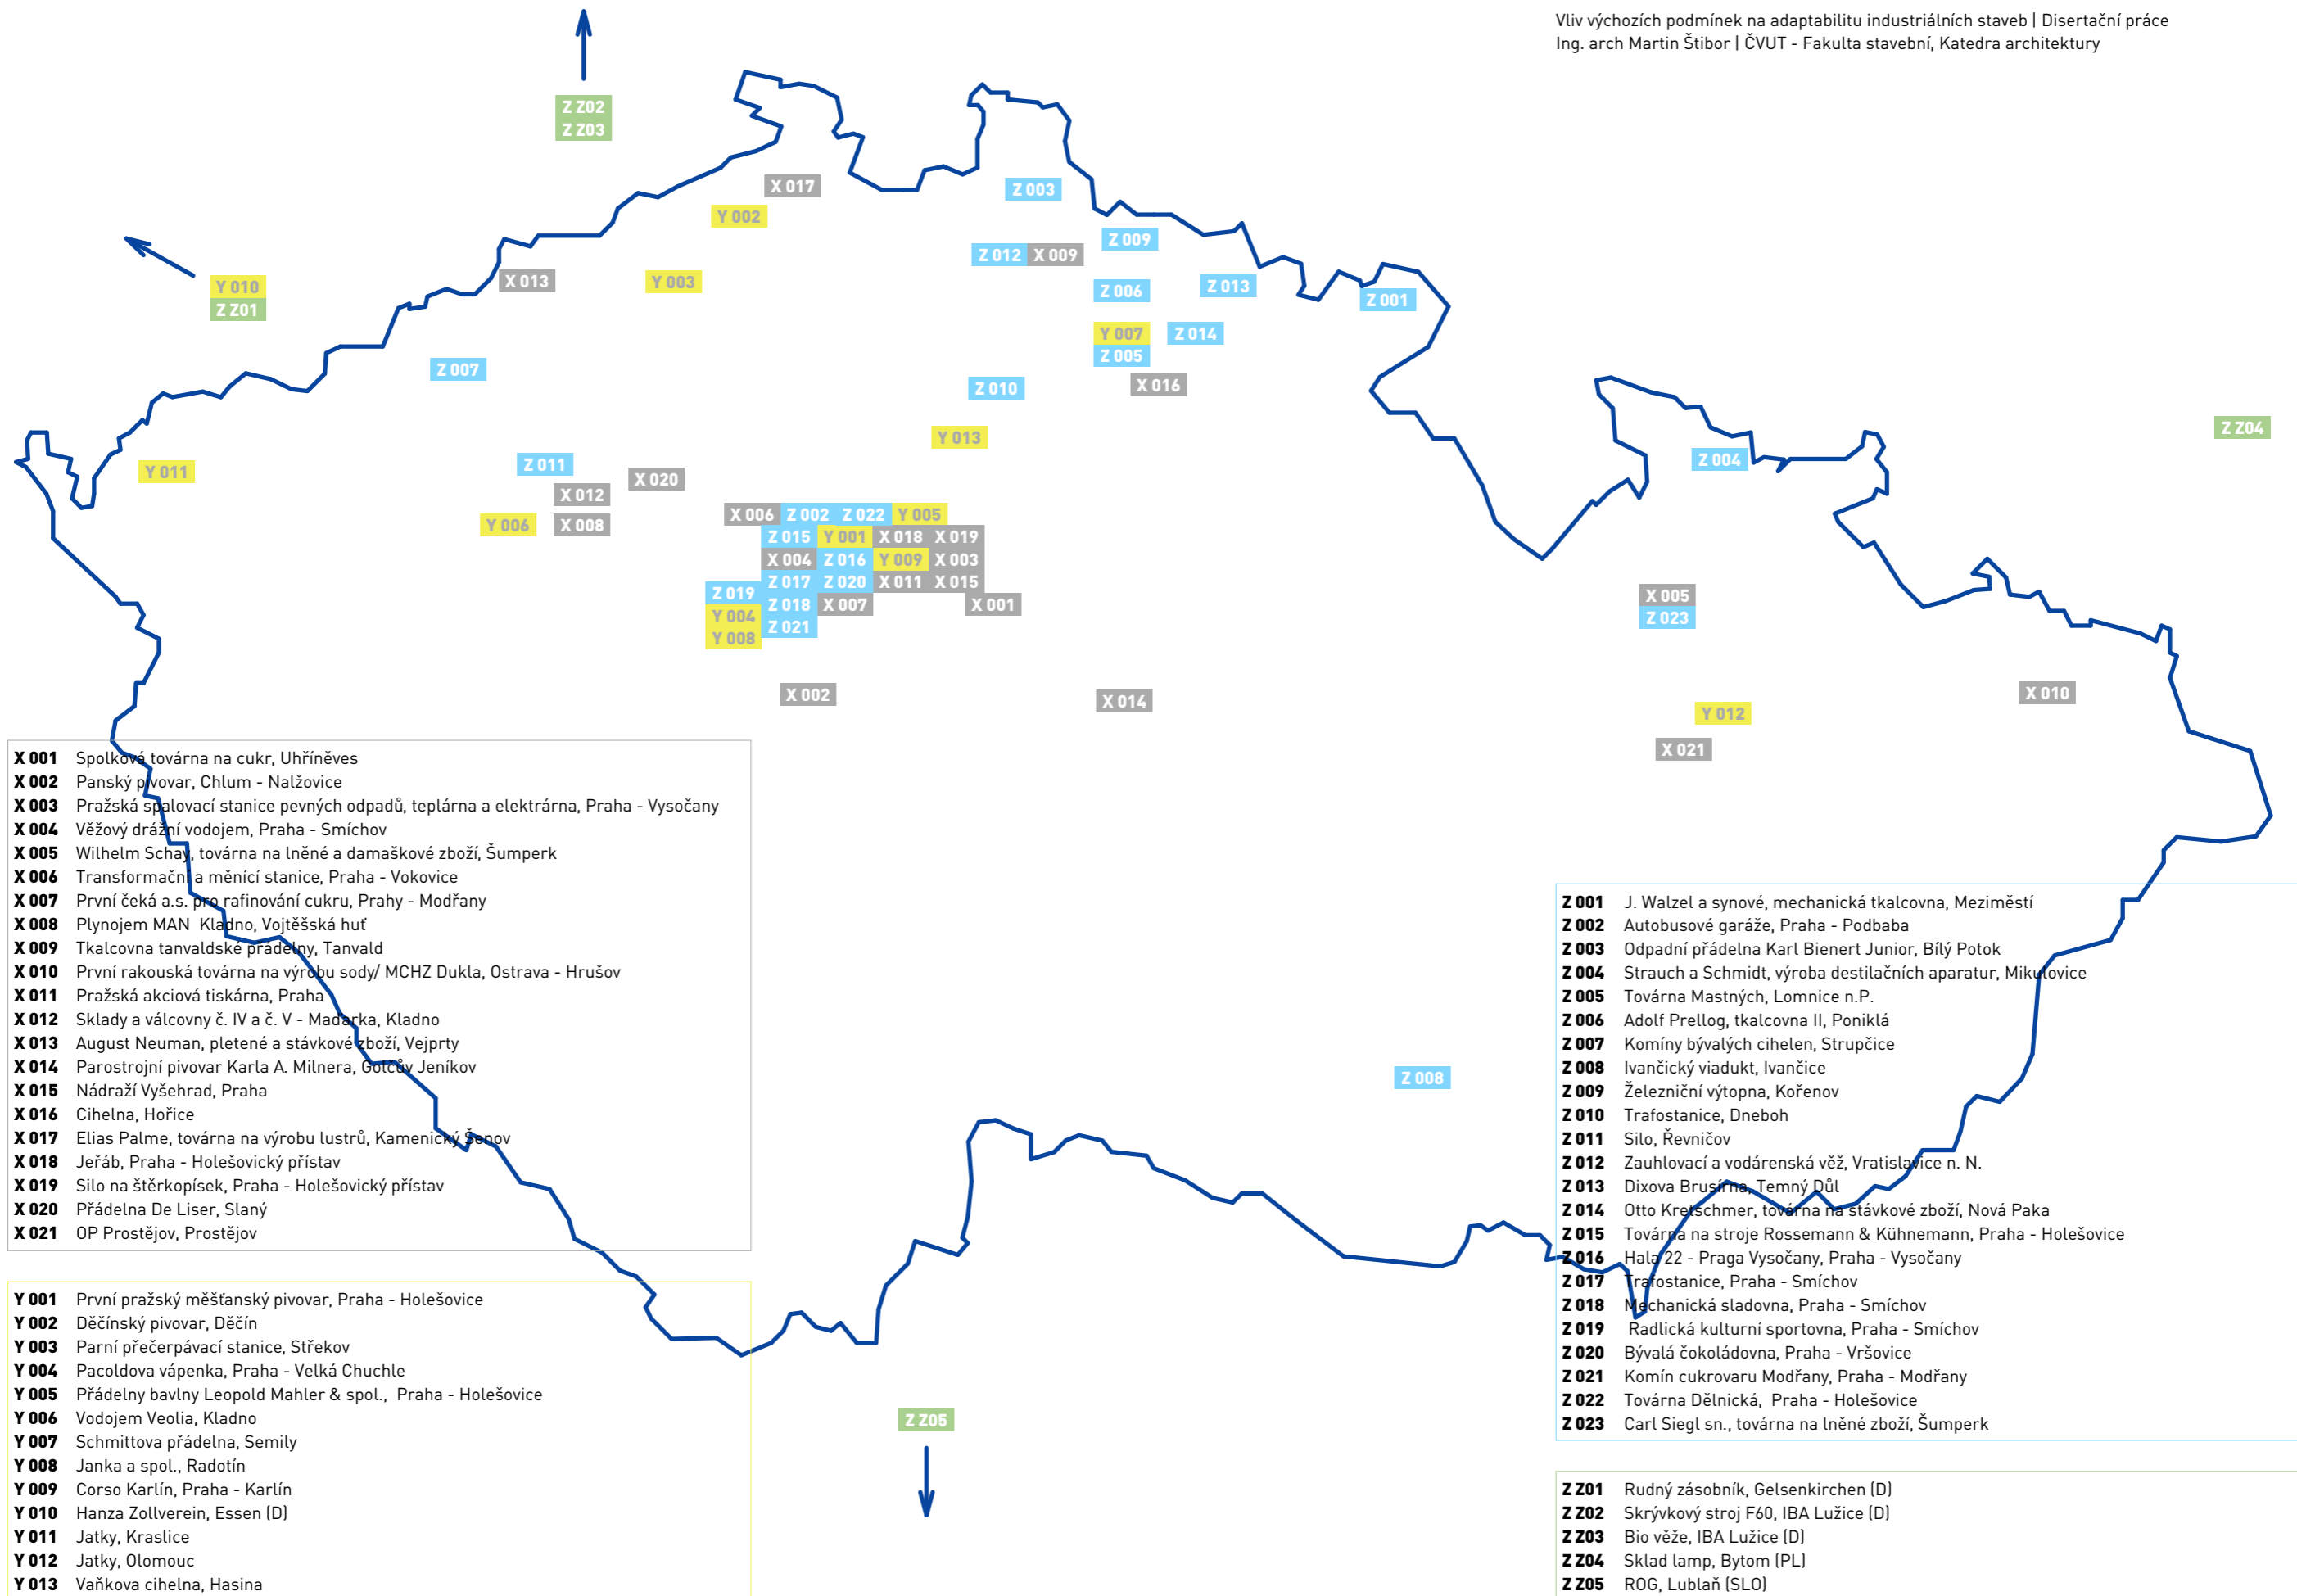 Vliv výchozích podmínek na adaptabilitu industriálních staveb | Disertační práce
Ing. arch Martin Štibor | ČVUT - Fakulta stavební, Katedra architektury
Z Z02
Z Z03
X 017
Z 003
Y 002
Z 009
Z 012 X 009
X 013
Y 003
Y 010
Z Z01
Z 006
Z 013
Z 001
Y 007
Z 014
Z 005
Z 007
X 016
Z 010
Z Z04
Y 013
Z 004
Y 011
Z 011
X 020
X 012
Y 006
X 008
X 006 Z 002 Z 022 Y 005
Z 015 Y 001 X 018 X 019
X 004 Z 016 Y 009 X 003
Z 017 Z 020 X 011 X 015
Z 019
Z 018 X 007
X 001
Y 004
Z 021
Y 008
X 005
Z 023
X 002
X 014
X 010
Y 012
X 021
Z 008
Z Z05
X 001 Spolková továrna na cukr, Uhříněves
X 002 Panský pivovar, Chlum - Nalžovice
X 003 Pražská spalovací stanice pevných odpadů, teplárna a elektrárna, Praha - Vysočany
X 004 Věžový drážní vodojem, Praha - Smíchov
X 005 Wilhelm Schay, továrna na lněné a damaškové zboží, Šumperk
X 006 Transformační a měnící stanice, Praha - Vokovice
X 007 První čeká a.s. pro rafinování cukru, Prahy - Modřany
X 008 Plynojem MAN Kladno, Vojtěšská huť
X 009 Tkalcovna tanvaldské přádelny, Tanvald
X 010 První rakouská továrna na výrobu sody/ MCHZ Dukla, Ostrava - Hrušov
X 011 Pražská akciová tiskárna, Praha
X 012 Sklady a válcovny č. IV a č. V - Maďarka, Kladno
X 013 August Neuman, pletené a stávkové zboží, Vejprty
X 014 Parostrojní pivovar Karla A. Milnera, Golčův Jeníkov
X 015 Nádraží Vyšehrad, Praha
X 016 Cihelna, Hořice
X 017 Elias Palme, továrna na výrobu lustrů, Kamenický Šenov
X 018 Jeřáb, Praha - Holešovický přístav
X 019 Silo na štěrkopísek, Praha - Holešovický přístav
X 020 Přádelna De Liser, Slaný
X 021 OP Prostějov, Prostějov
Y 001 První pražský měšťanský pivovar, Praha - Holešovice
Y 002 Děčínský pivovar, Děčín
Y 003 Parní přečerpávací stanice, Střekov
Y 004 Pacoldova vápenka, Praha - Velká Chuchle
Y 005 Přádelny bavlny Leopold Mahler & spol., Praha - Holešovice
Y 006 Vodojem Veolia, Kladno
Y 007 Schmittova přádelna, Semily
Y 008 Janka a spol., Radotín
Y 009 Corso Karlín, Praha - Karlín
Y 010 Hanza Zollverein, Essen (D)
Y 011 Jatky, Kraslice
Y 012 Jatky, Olomouc
Y 013 Vaňkova cihelna, Hasina
Z 001 J. Walzel a synové, mechanická tkalcovna, Meziměstí
Z 002 Autobusové garáže, Praha - Podbaba
Z 003 Odpadní přádelna Karl Bienert Junior, Bílý Potok
Z 004 Strauch a Schmidt, výroba destilačních aparatur, Mikulovice
Z 005 Továrna Mastných, Lomnice n.P.
Z 006 Adolf Prellog, tkalcovna II, Poniklá
Z 007 Komíny bývalých cihelen, Strupčice
Z 008 Ivančický viadukt, Ivančice
Z 009 Železniční výtopna, Kořenov
Z 010 Trafostanice, Dneboh
Z 011 Silo, Řevničov
Z 012 Zauhlovací a vodárenská věž, Vratislavice n. N.
Z 013 Dixova Brusírna, Temný Důl
Z 014 Otto Kretschmer, továrna na stávkové zboží, Nová Paka
Z 015 Továrna na stroje Rossemann & Kühnemann, Praha - Holešovice
Z 016 Hala 22 - Praga Vysočany, Praha - Vysočany
Z 017 Trafostanice, Praha - Smíchov
Z 018 Mechanická sladovna, Praha - Smíchov
Z 019 Radlická kulturní sportovna, Praha - Smíchov
Z 020 Bývalá čokoládovna, Praha - Vršovice
Z 021 Komín cukrovaru Modřany, Praha - Modřany
Z 022 Továrna Dělnická, Praha - Holešovice
Z 023 Carl Siegl sn., továrna na lněné zboží, Šumperk
Z Z01 Rudný zásobník, Gelsenkirchen (D)
Z Z02 Skrývkový stroj F60, IBA Lužice (D)
Z Z03 Bio věže, IBA Lužice (D)
Z Z04 Sklad lamp, Bytom (PL)
Z Z05 ROG, Lublaň (SLO)